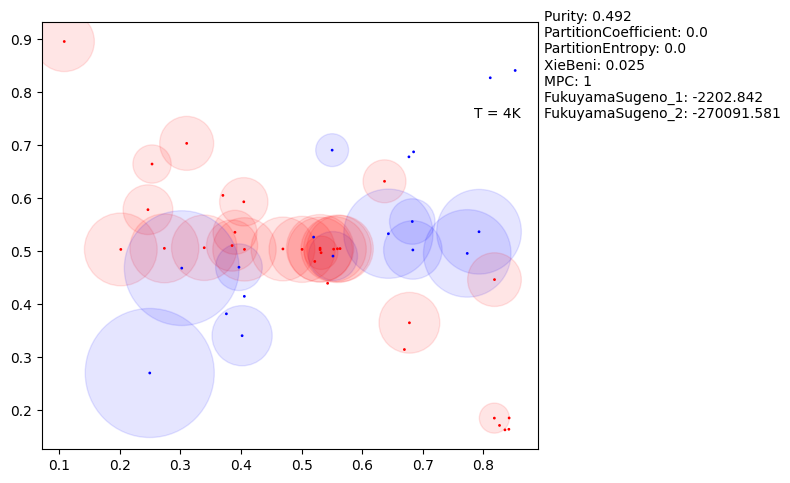 Purity: 0.492
PartitionCoefficient: 0.0
PartitionEntropy: 0.0
XieBeni: 0.025
MPC: 1
FukuyamaSugeno_1: -2202.842
FukuyamaSugeno_2: -270091.581
T = 4K
0.9
0.8
0.7
0.6
0.5
0.4
0.3
0.2
0.1 0.2 0.3 0.4 0.5 0.6 0.7 0.8